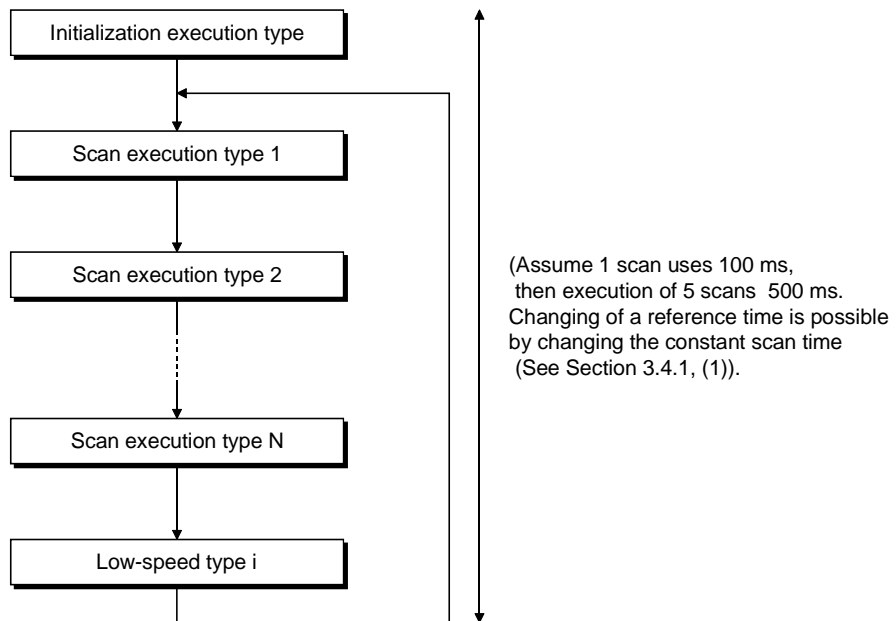 Initialization execution type
Scan execution type 1
Scan execution type 2
Scan execution type N
Low-speed type i
(Assume 1 scan uses 100 ms,
then execution of 5 scans  500 ms.
Changing of a reference time is possible
by changing the constant scan time
(See Section 3.4.1, (1)).